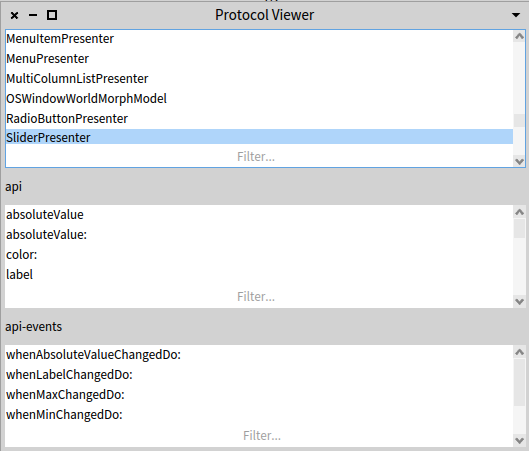 Protocol Viewer
MenuItemPresenter
MenuPresenter
MultiColumnListPresenter
OSWindowWorldMorphModel
RadioButtonPresenter
SliderPresenter
Filter...
api
absoluteValue
absoluteValue:
color:
label
Filter...
api-events
whenAbsoluteValueChangedDo:
whenLabelChangedDo:
whenMaxChangedDo:
whenMinChangedDo:
Filter...